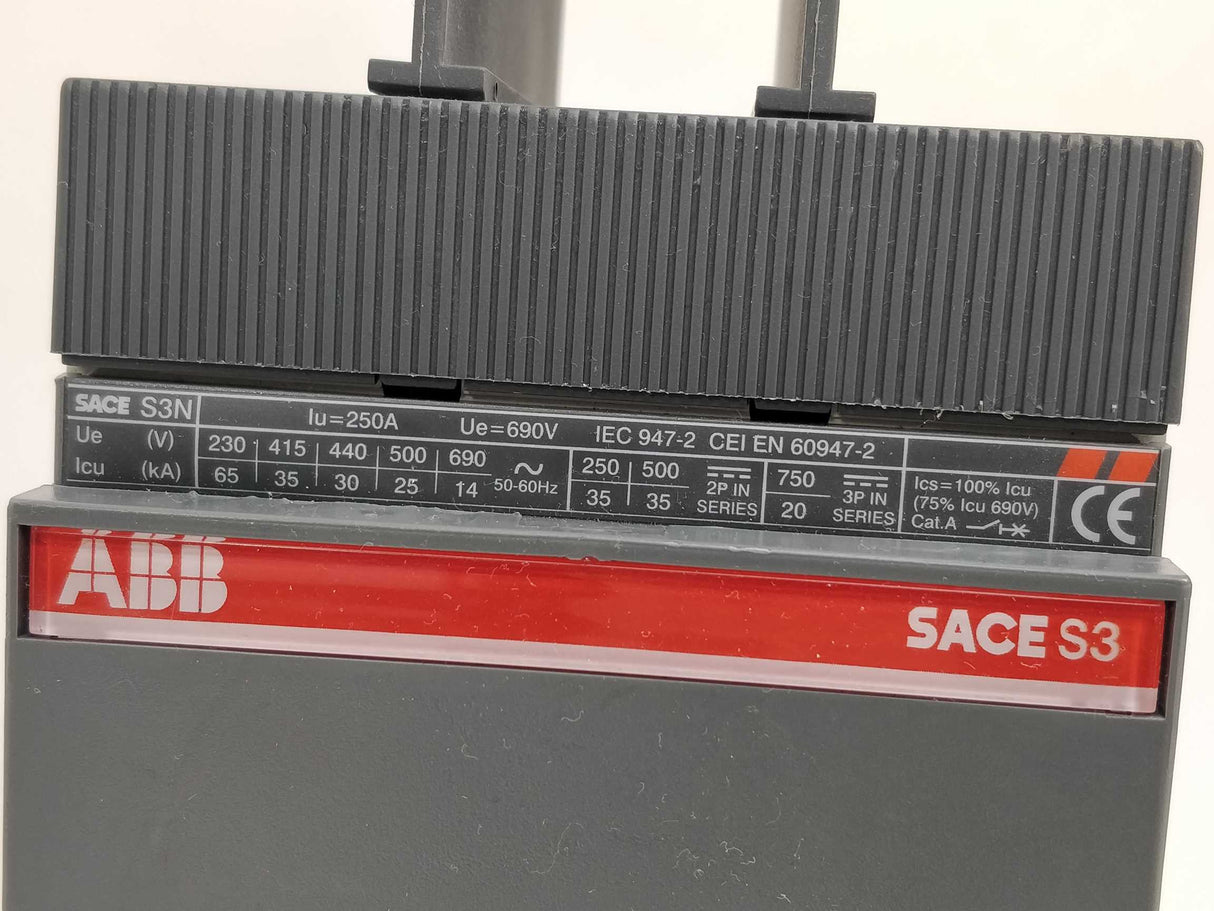 SACE S3N Iu=250A Ue=690V IEC 947-2 CEI EN 60947-2
Ue (V) 230 415 440 500 690 ~ 50-60Hz 250 500 2P IN SERIES 750 3P IN SERIES Ics=100% Icu
Icu (kA) 65 35 30 25 14 35 35 20 (75% Icu 690V)
Cat.A CE
ABB SACE S3